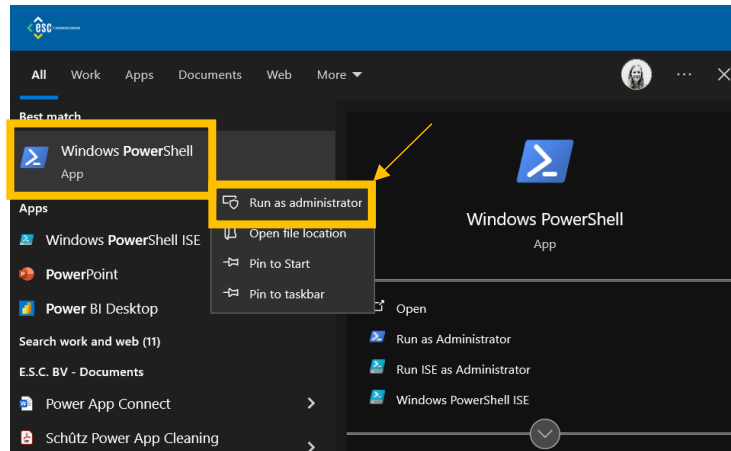 esc
All Work Apps Documents Web More
Best match
Windows PowerShell
App
Run as administrator
Open file location
Pin to Start
Pin to taskbar
Apps
Windows PowerShell ISE
PowerPoint
Power BI Desktop
Search work and web (11)
E.S.C. BV - Documents
Power App Connect
Schütz Power App Cleaning
Windows PowerShell
App
Open
Run as Administrator
Run ISE as Administrator
Windows PowerShell ISE